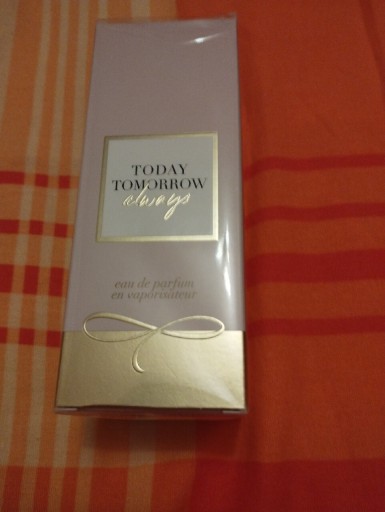 TODAY
TOMORROW
always
eau de parfum
en vaporisateur